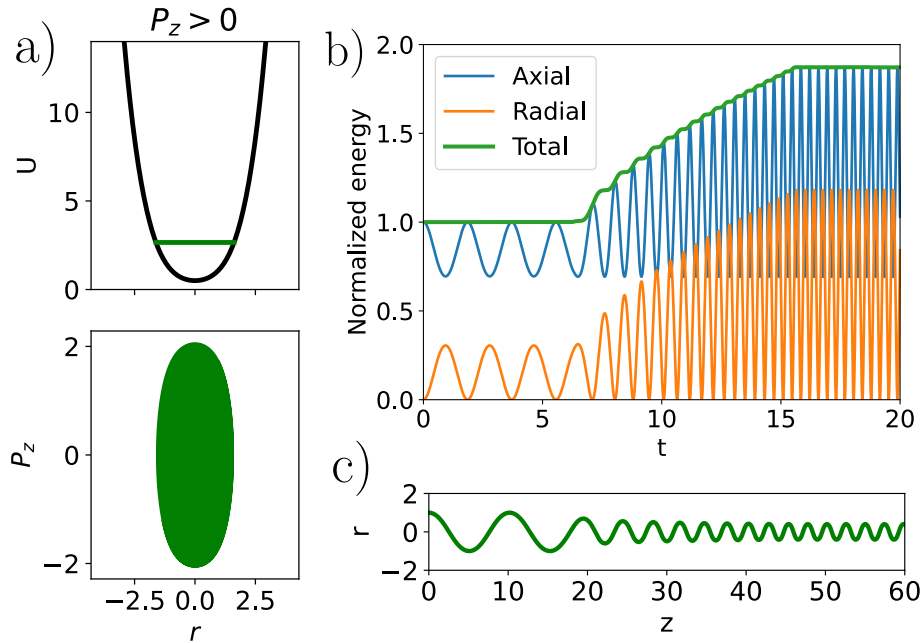 a)
P_z > 0
U
10
5
0
P_z
2
0
−2
−2.5 0.0 2.5
r
b)
Normalized energy
2.0
1.5
1.0
0.5
0.0
Axial
Radial
Total
0 5 10 15 20
t
c)
r
2
0
−2
0 10 20 30 40 50 60
z